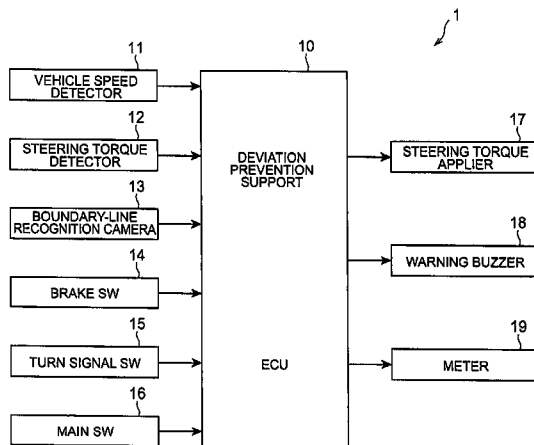 1
10
11
VEHICLE SPEED
DETECTOR
12
STEERING TORQUE
DETECTOR
13
BOUNDARY-LINE
RECOGNITION CAMERA
14
BRAKE SW
15
TURN SIGNAL SW
16
MAIN SW
DEVIATION
PREVENTION
SUPPORT
ECU
17
STEERING TORQUE
APPLIER
18
WARNING BUZZER
19
METER